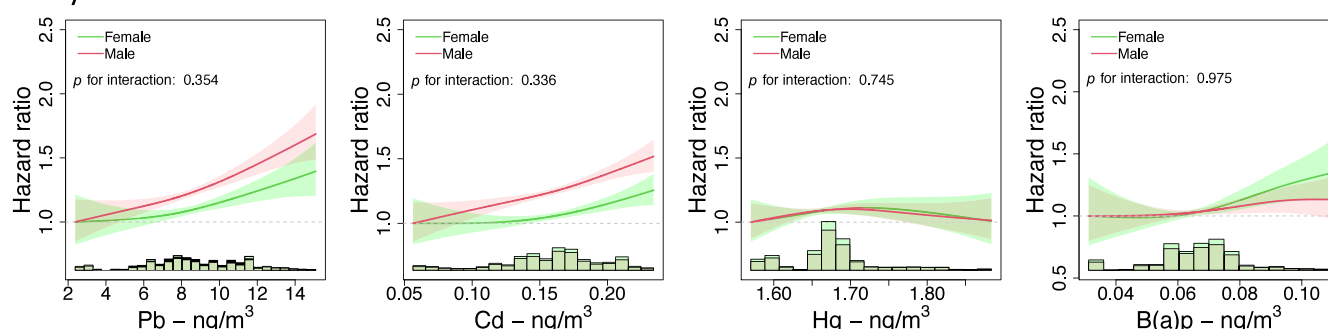 Female
Male
p for interaction: 0.354
Hazard ratio
1.0 1.5 2.0 2.5
2 4 6 8 10 12 14
Pb − ng/m³
Female
Male
p for interaction: 0.336
Hazard ratio
1.0 1.5 2.0 2.5
0.05 0.10 0.15 0.20
Cd − ng/m³
Female
Male
p for interaction: 0.745
Hazard ratio
1.0 1.5 2.0 2.5
1.60 1.70 1.80
Hg − ng/m³
Female
Male
p for interaction: 0.975
Hazard ratio
0.5 1.0 1.5 2.0 2.5
0.04 0.06 0.08 0.10
B(a)p − ng/m³